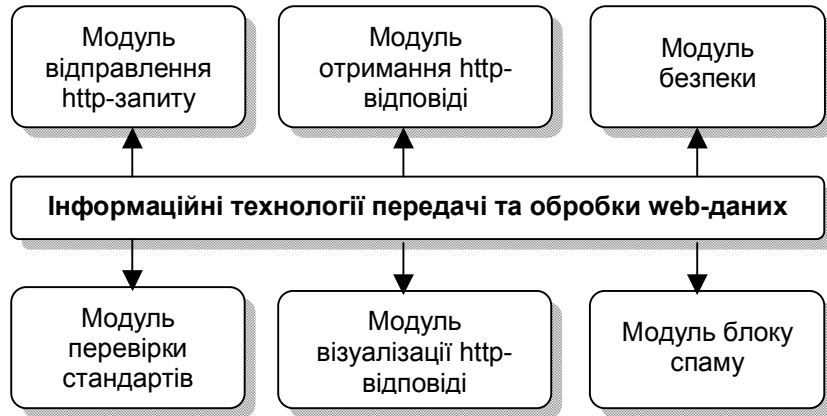 Модуль
відправлення
http-запиту
Модуль
отримання http-
відповіді
Модуль
безпеки
Інформаційні технології передачі та обробки web-даних
Модуль
перевірки
стандартів
Модуль
візуалізації http-
відповіді
Модуль блоку
спаму